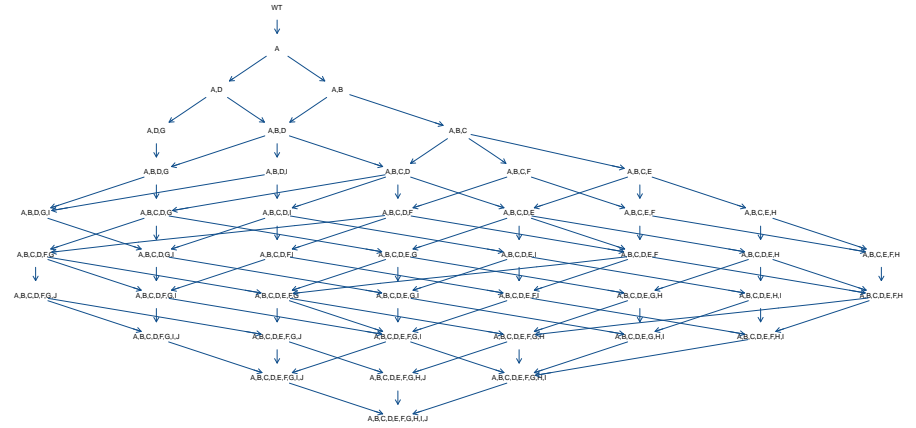 WT
A
A,D A,B
A,D,G A,B,D A,B,C
A,B,D,G A,B,D,I A,B,C,D A,B,C,F A,B,C,E
A,B,D,G,I A,B,C,D,G A,B,C,D,I A,B,C,D,F A,B,C,D,E A,B,C,E,F A,B,C,E,H
A,B,C,D,F,G A,B,C,D,G,I A,B,C,D,F,I A,B,C,D,E,G A,B,C,D,E,I A,B,C,D,E,F A,B,C,D,E,H A,B,C,E,F,H
A,B,C,D,F,G,J A,B,C,D,F,G,I A,B,C,D,E,F,G A,B,C,D,E,G,I A,B,C,D,E,F,I A,B,C,D,E,G,H A,B,C,D,E,H,I A,B,C,D,E,F,H
A,B,C,D,F,G,I,J A,B,C,D,E,F,G,J A,B,C,D,E,F,G,I A,B,C,D,E,F,G,H A,B,C,D,E,G,H,I A,B,C,D,E,F,H,I
A,B,C,D,E,F,G,I,J A,B,C,D,E,F,G,H,J A,B,C,D,E,F,G,H,I
A,B,C,D,E,F,G,H,I,J